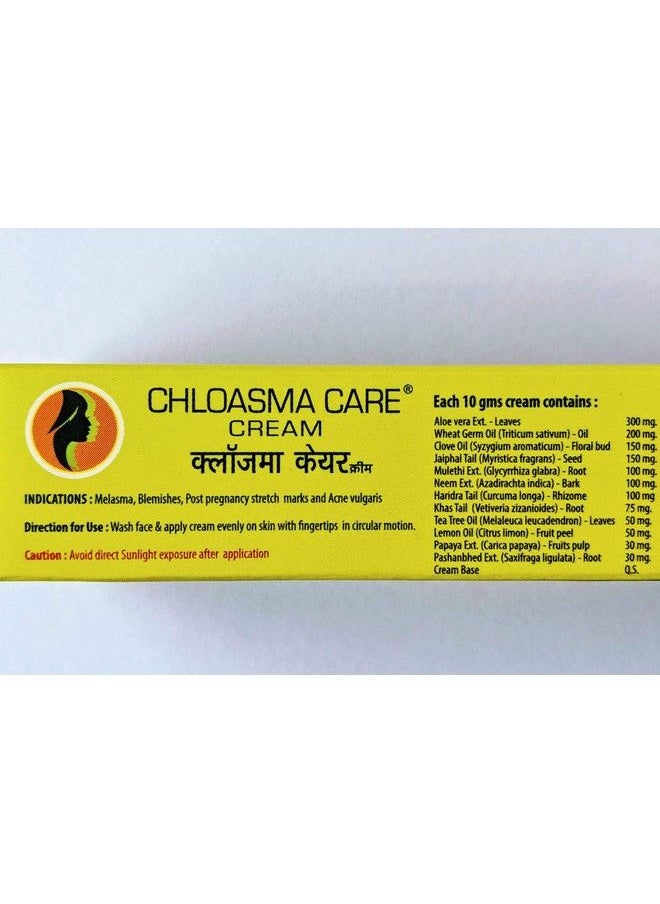 CHLOASMA CARE®
CREAM
क्लॉजमा केयर क्रीम
INDICATIONS : Melasma, Blemishes, Post pregnancy stretch marks and Acne vulgaris
Direction for Use : Wash face & apply cream evenly on skin with fingertips in circular motion.
Caution : Avoid direct Sunlight exposure after application
Each 10 gms cream contains :
Aloe vera Ext. - Leaves 300 mg.
Wheat Germ Oil (Triticum sativum) - Oil 200 mg.
Clove Oil (Syzygium aromaticum) - Floral bud 150 mg.
Jaiphal Tail (Myristica fragrans) - Seed 150 mg.
Mulethi Ext. (Glycyrrhiza glabra) - Root 100 mg.
Neem Ext. (Azadirachta indica) - Bark 100 mg.
Haridra Tail (Curcuma longa) - Rhizome 100 mg
Khas Tail (Vetiveria zizanioides) - Root 75 mg.
Tea Tree Oil (Melaleuca leucadendron) - Leaves 50 mg.
Lemon Oil (Citrus limon) - Fruit peel 50 mg.
Papaya Ext. (Carica papaya) - Fruits pulp 30 mg.
Pashanbhed Ext. (Saxifraga ligulata) - Root 30 mg.
Cream Base Q.S.